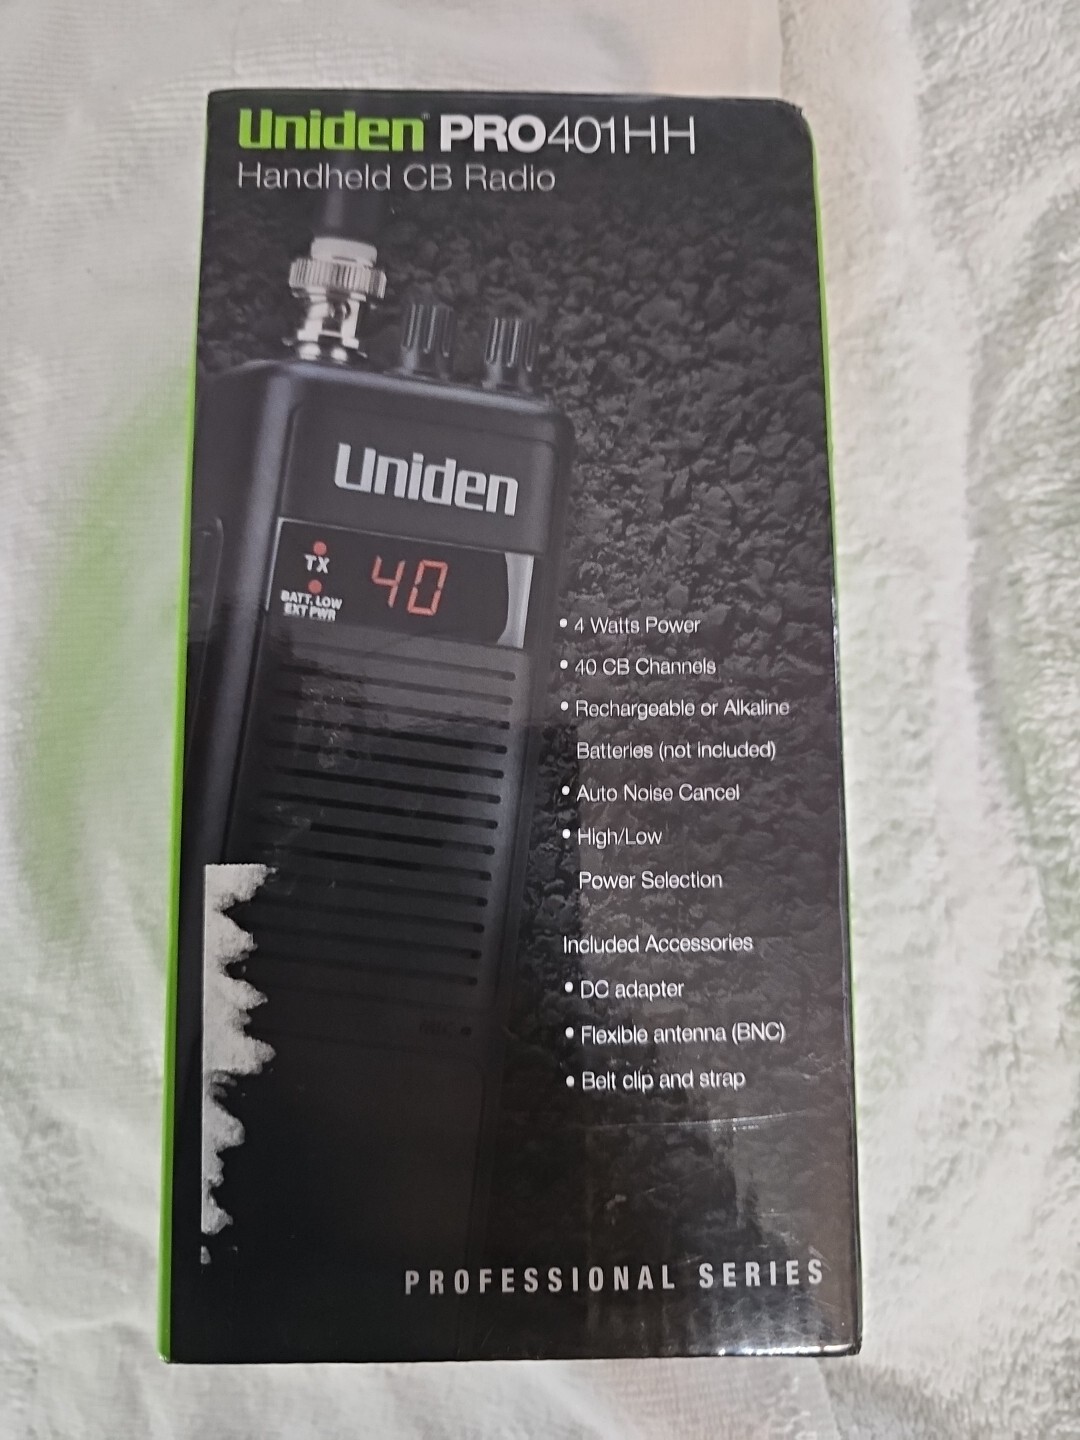 Uniden® PRO401HH
Handheld CB Radio
Uniden
TX
40
BATT. LOW
EXT PWR
• 4 Watts Power
• 40 CB Channels
• Rechargeable or Alkaline
Batteries (not included)
• Auto Noise Cancel
• High/Low
Power Selection
Included Accessories
• DC adapter
• Flexible antenna (BNC)
• Belt clip and strap
MIC
PROFESSIONAL SERIES